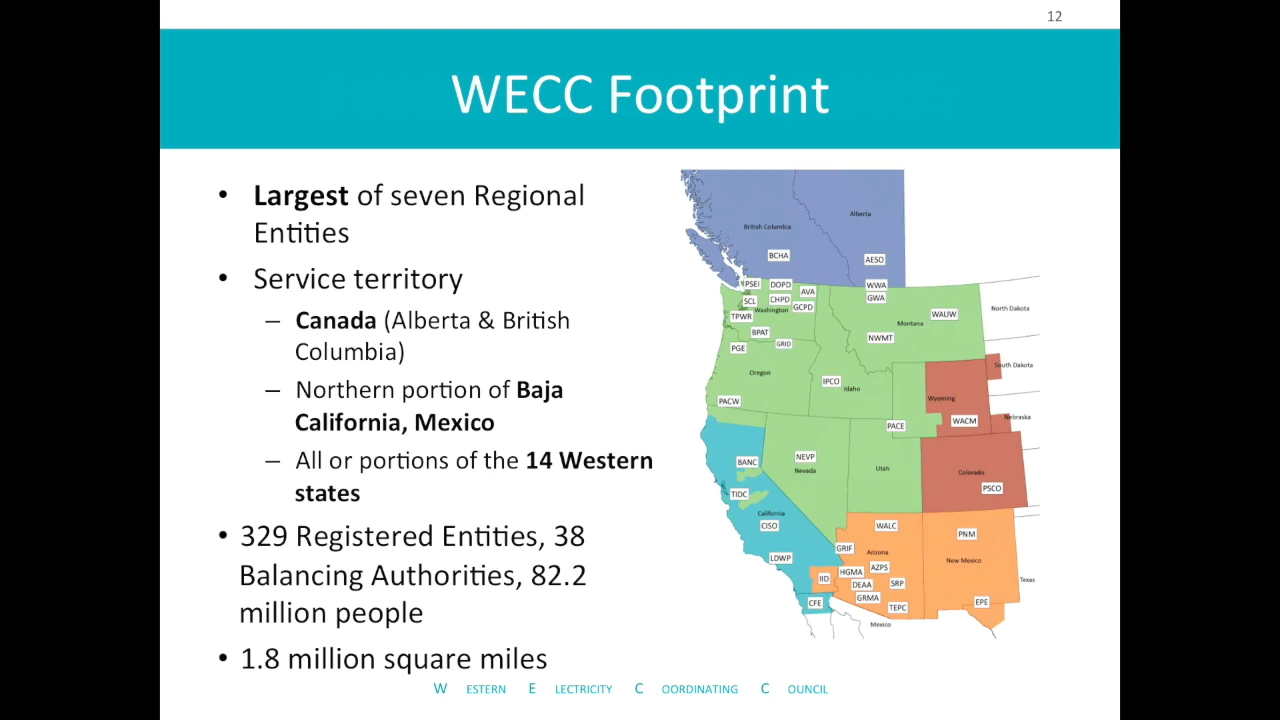 12
WECC Footprint
• Largest of seven Regional
Entities
• Service territory
– Canada (Alberta & British
Columbia)
– Northern portion of Baja
California, Mexico
– All or portions of the 14 Western
states
• 329 Registered Entities, 38
Balancing Authorities, 82.2
million people
• 1.8 million square miles
Alberta
British Columbia
BCHA
AESO
PSEI
DOPD
AVA
WWA
SCL
CHPD
GCPD
GWA
TPWR
Washington
WAUW
North Dakota
Montana
BPAT
NWMT
PGE
GRID
South Dakota
Oregon
IPCO
Idaho
PACW
Wyoming
WACM
Nebraska
PACE
BANC
NEVP
Nevada
Utah
Colorado
PSCO
TIDC
California
CISO
WALC
PNM
LDWP
GRIF
Arizona
New Mexico
IID
HGMA
AZPS
Texas
DEAA
SRP
CFE
GRMA
TEPC
EPE
Mexico
WESTERN ELECTRICITY COORDINATING COUNCIL